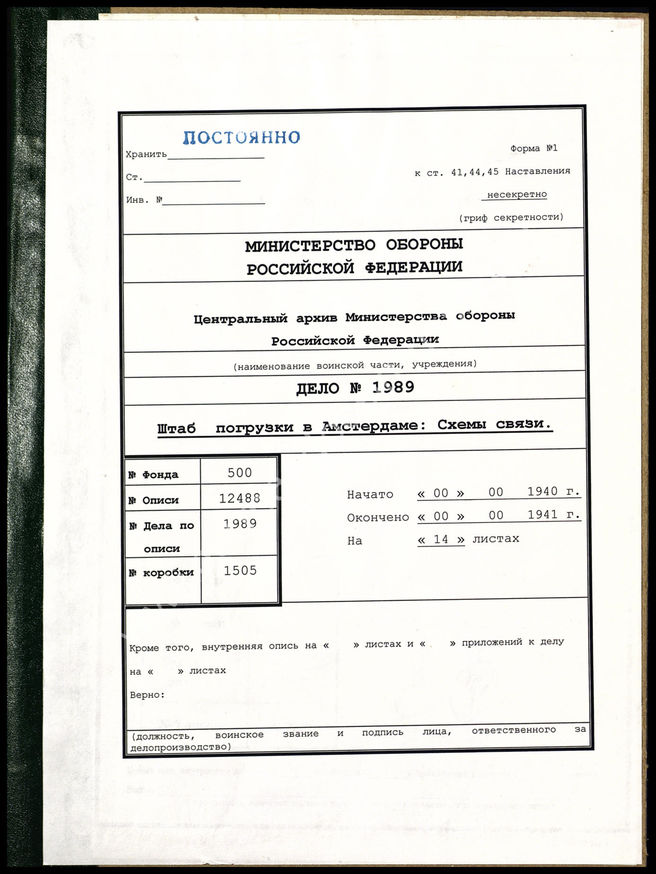 ПОСТОЯННО
Хранить
Форма №1
Ст.
к ст. 41,44,45 Наставления
Инв. №
несекретно
(гриф секретности)
МИНИСТЕРСТВО ОБОРОНЫ
РОССИЙСКОЙ ФЕДЕРАЦИИ
Центральный архив Министерства обороны
Российской Федерации
(наименование воинской части, учреждения)
ДЕЛО № 1989
Штаб погрузки в Амстердаме: Схемы связи.
№ Фонда 500
№ Описи 12488
№ Дела по 1989
описи
№ коробки 1505
Начато « 00 » 00 1940 г.
Окончено « 00 » 00 1941 г.
На « 14 » листах
Кроме того, внутренняя опись на « » листах и « » приложений к делу
на « » листах
Верно:
(должность, воинское звание и подпись лица, ответственного за
делопроизводство)